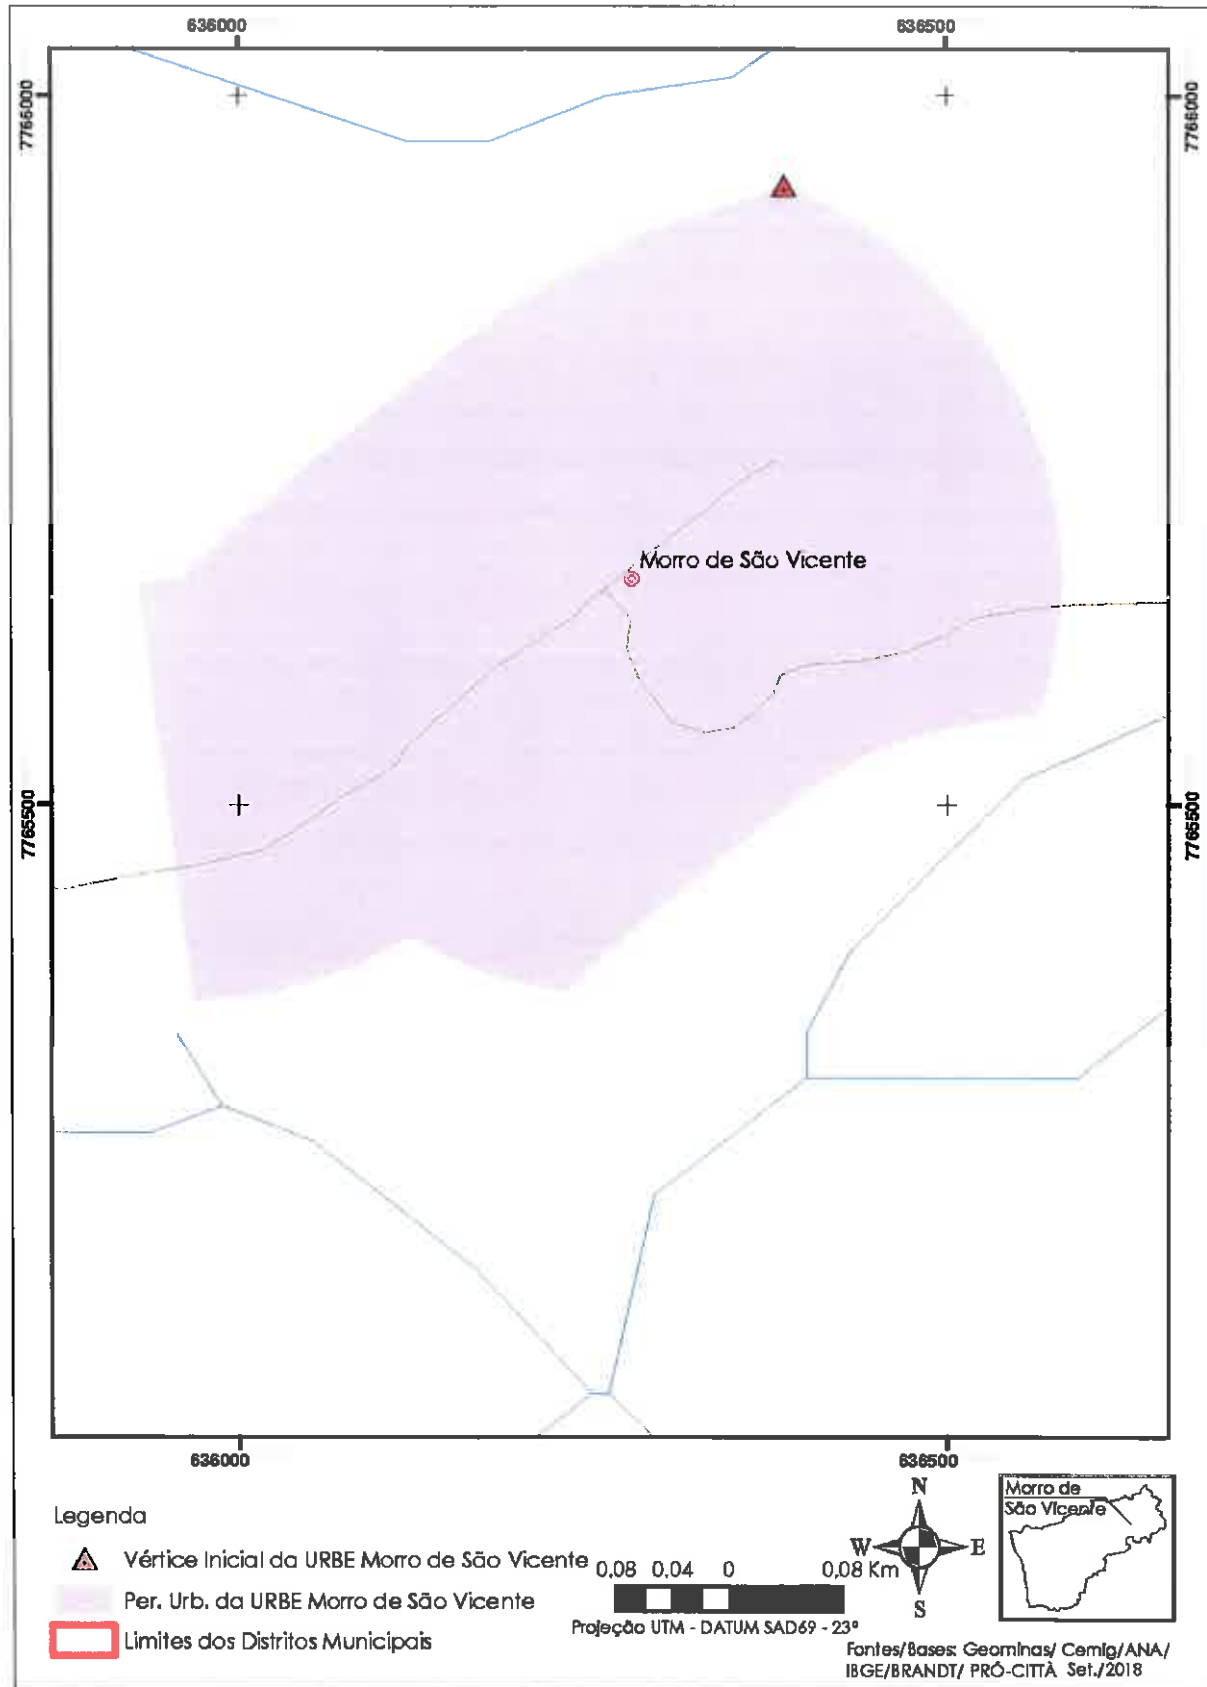 636000 636500
7766000 7766000
Morro de São Vicente
7765500 7765500
636000 636500
Legenda
Vértice Inicial da URBE Morro de São Vicente
Per. Urb. da URBE Morro de São Vicente
Limites dos Distritos Municipais
0,08 0,04 0 0,08 Km
Projeção UTM - DATUM SAD69 - 23º
N
W E
S
Morro de
São Vicente
Fontes/Bases: Geominas/ Cemig/ANA/
IBGE/BRANDT/ PRÓ-CITTÀ Set./2018